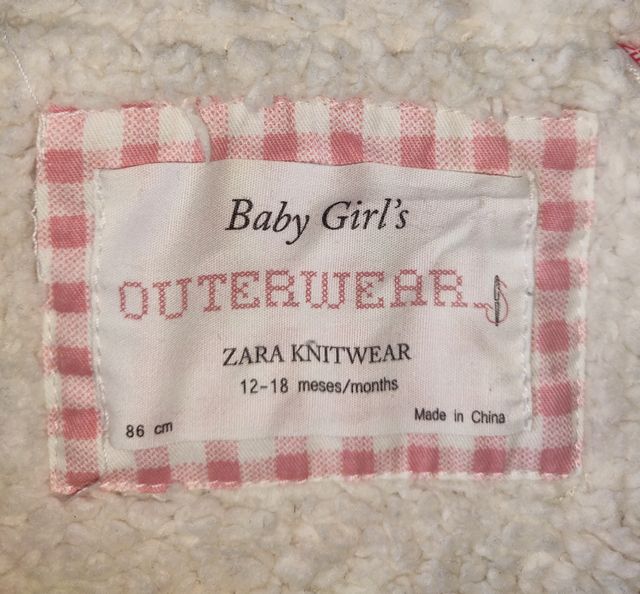 Baby Girl's
OUTERWEAR
ZARA KNITWEAR
12-18 meses/months
86 cm
Made in China